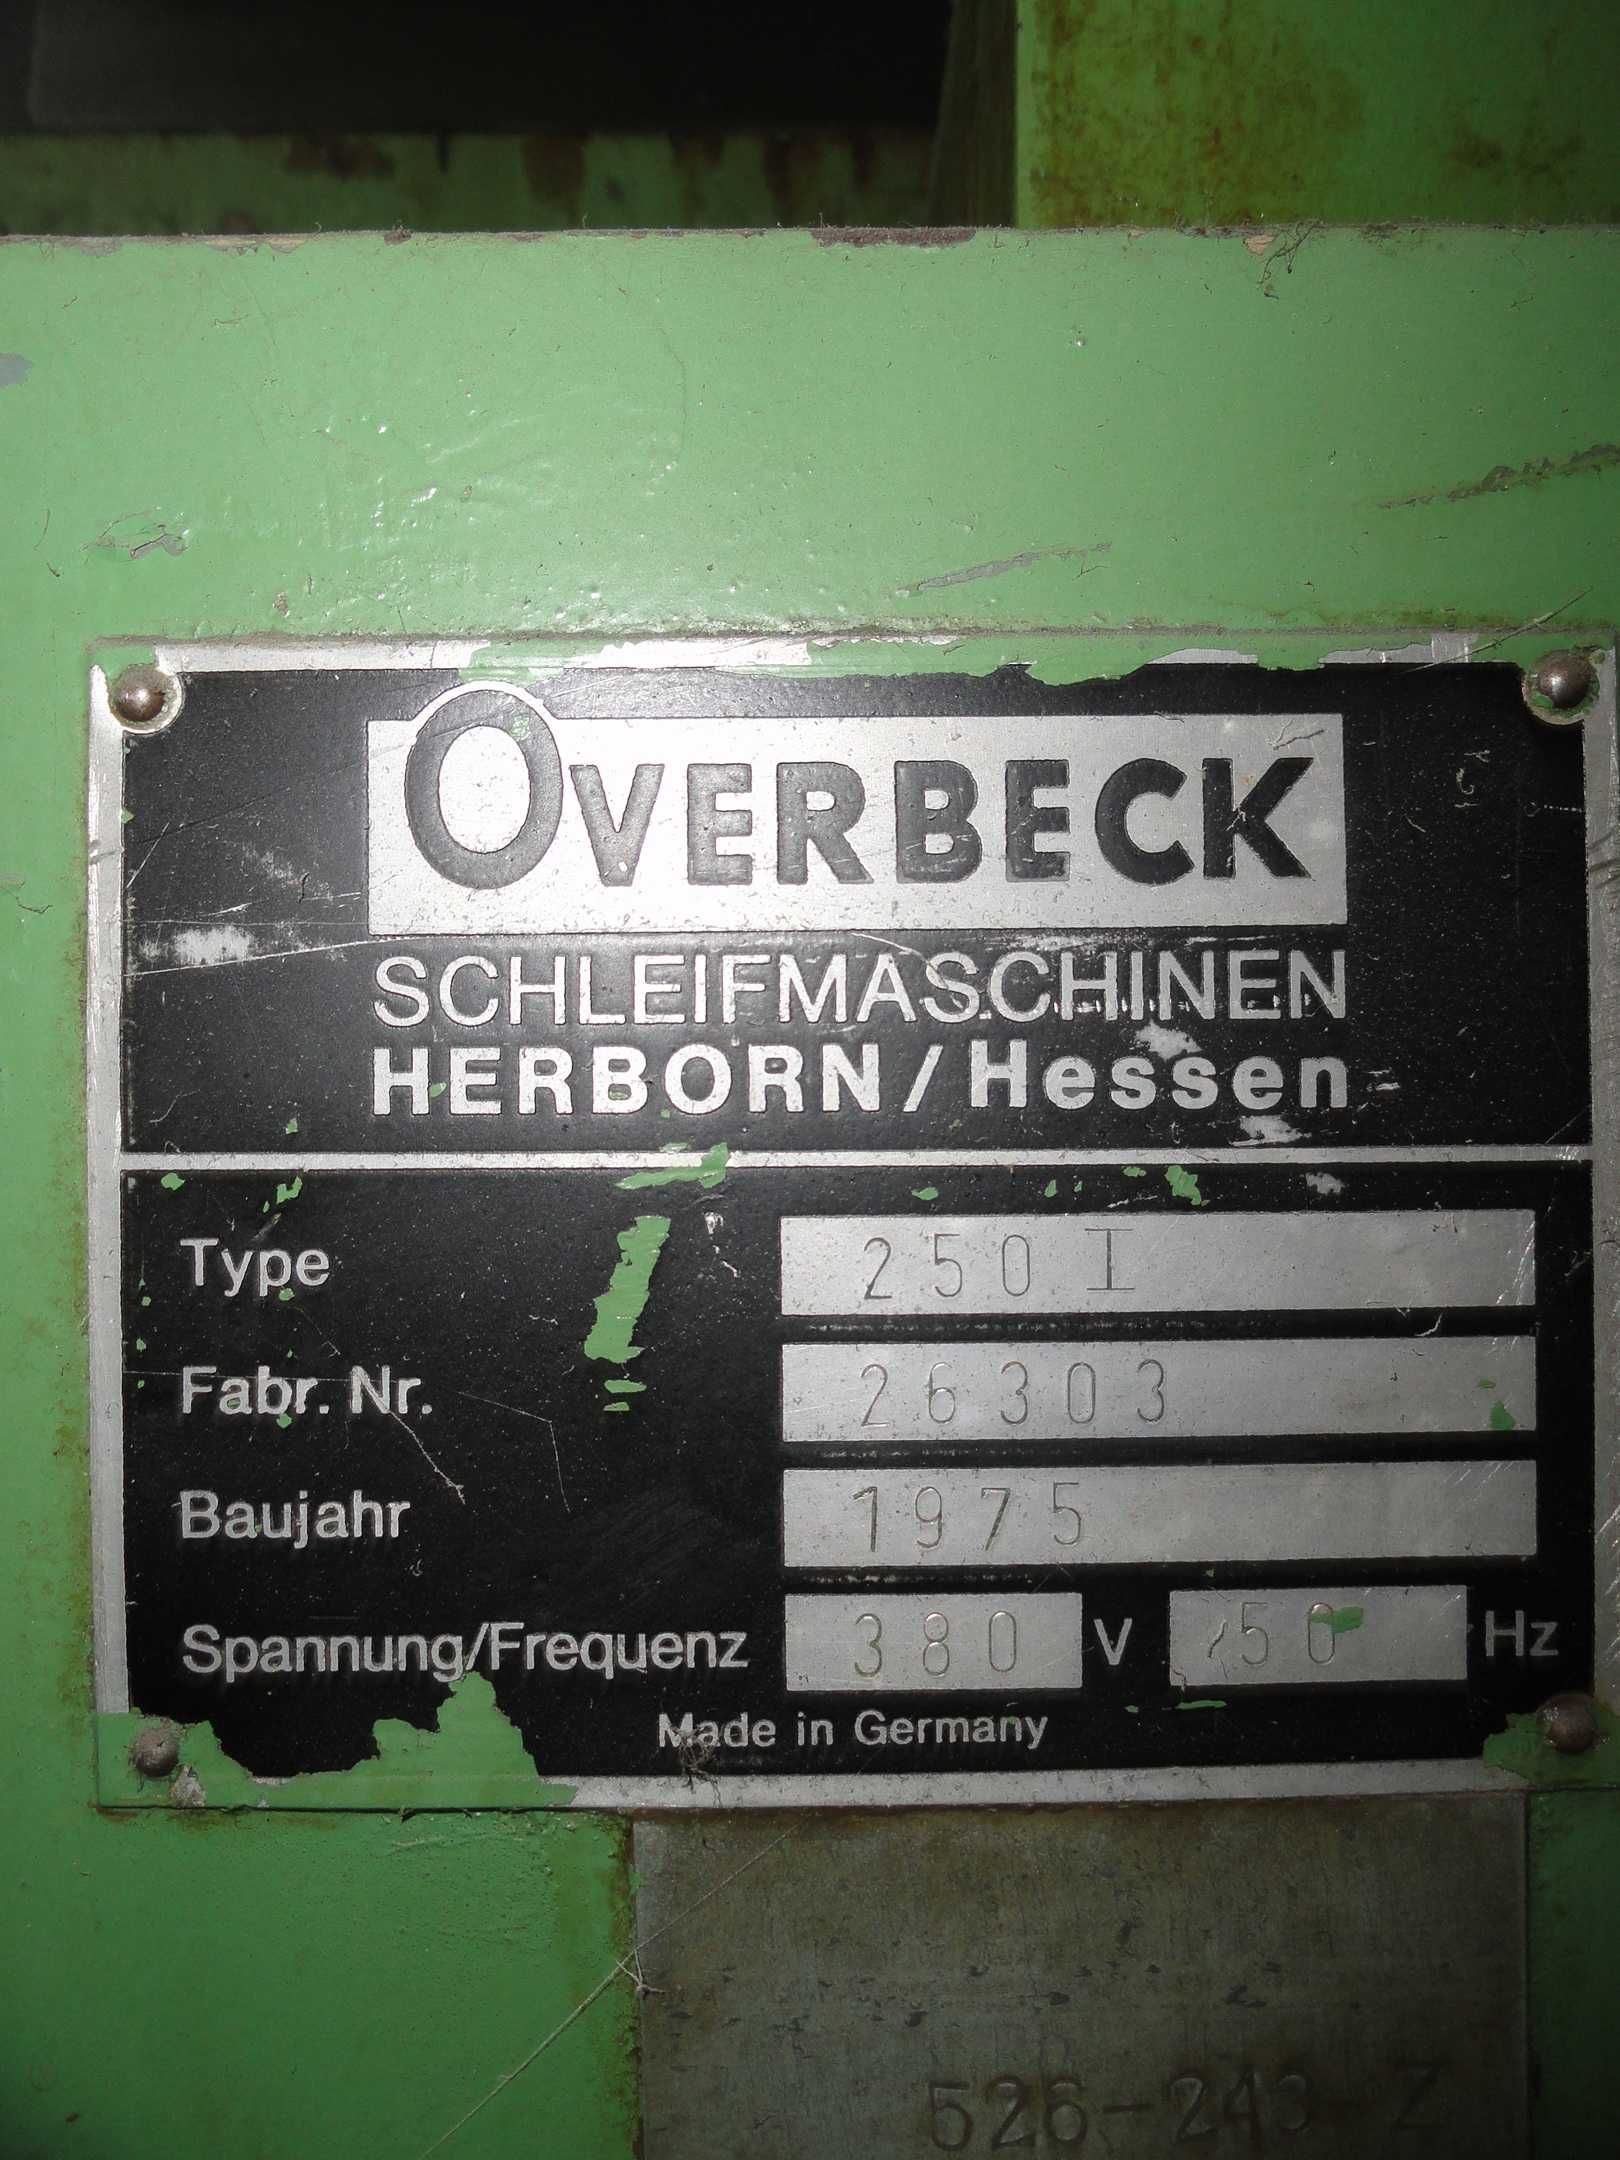 OVERBECK
SCHLEIFMASCHINEN
HERBORN/Hessen
Type 250 I
Fabr. Nr. 26303
Baujahr 1975
Spannung/Frequenz 380 V 50 Hz
Made in Germany
526-243-Z